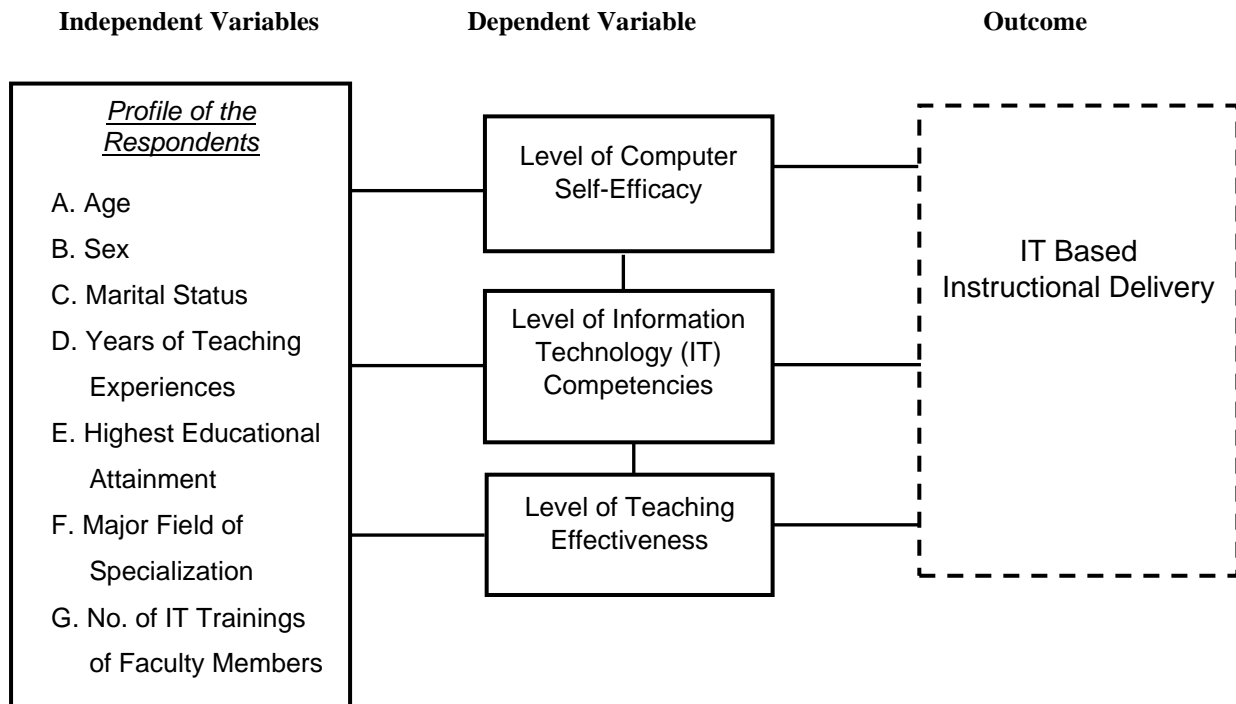 Independent Variables
Dependent Variable
Outcome
Profile of the
Respondents
A. Age
B. Sex
C. Marital Status
D. Years of Teaching
Experiences
E. Highest Educational
Attainment
F. Major Field of
Specialization
G. No. of IT Trainings
of Faculty Members
Level of Computer
Self-Efficacy
Level of Information
Technology (IT)
Competencies
Level of Teaching
Effectiveness
IT Based
Instructional Delivery